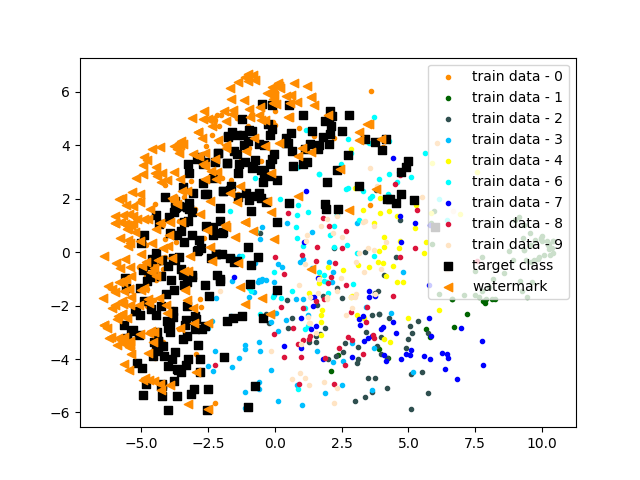 6
4
2
0
−2
−4
−6
−5.0
−2.5
0.0
2.5
5.0
7.5
10.0
train data - 0
train data - 1
train data - 2
train data - 3
train data - 4
train data - 6
train data - 7
train data - 8
train data - 9
target class
watermark